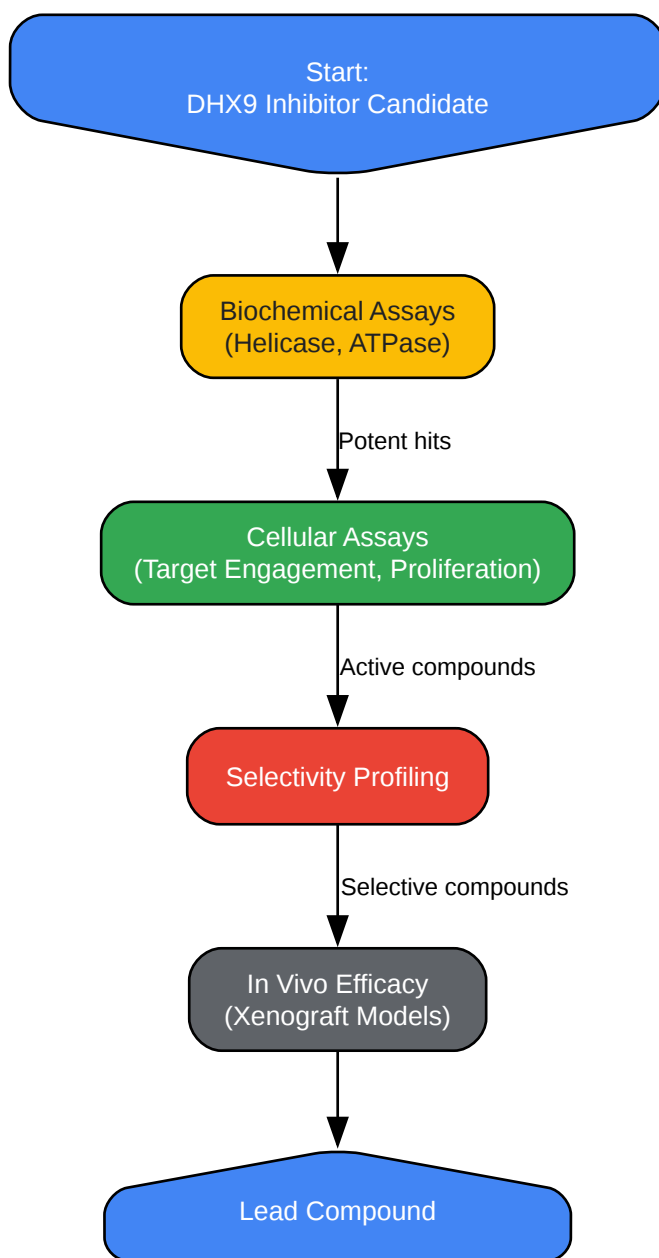 Start:
DHX9 Inhibitor Candidate
Biochemical Assays
(Helicase, ATPase)
Potent hits
Cellular Assays
(Target Engagement, Proliferation)
Active compounds
Selectivity Profiling
Selective compounds
In Vivo Efficacy
(Xenograft Models)
Lead Compound